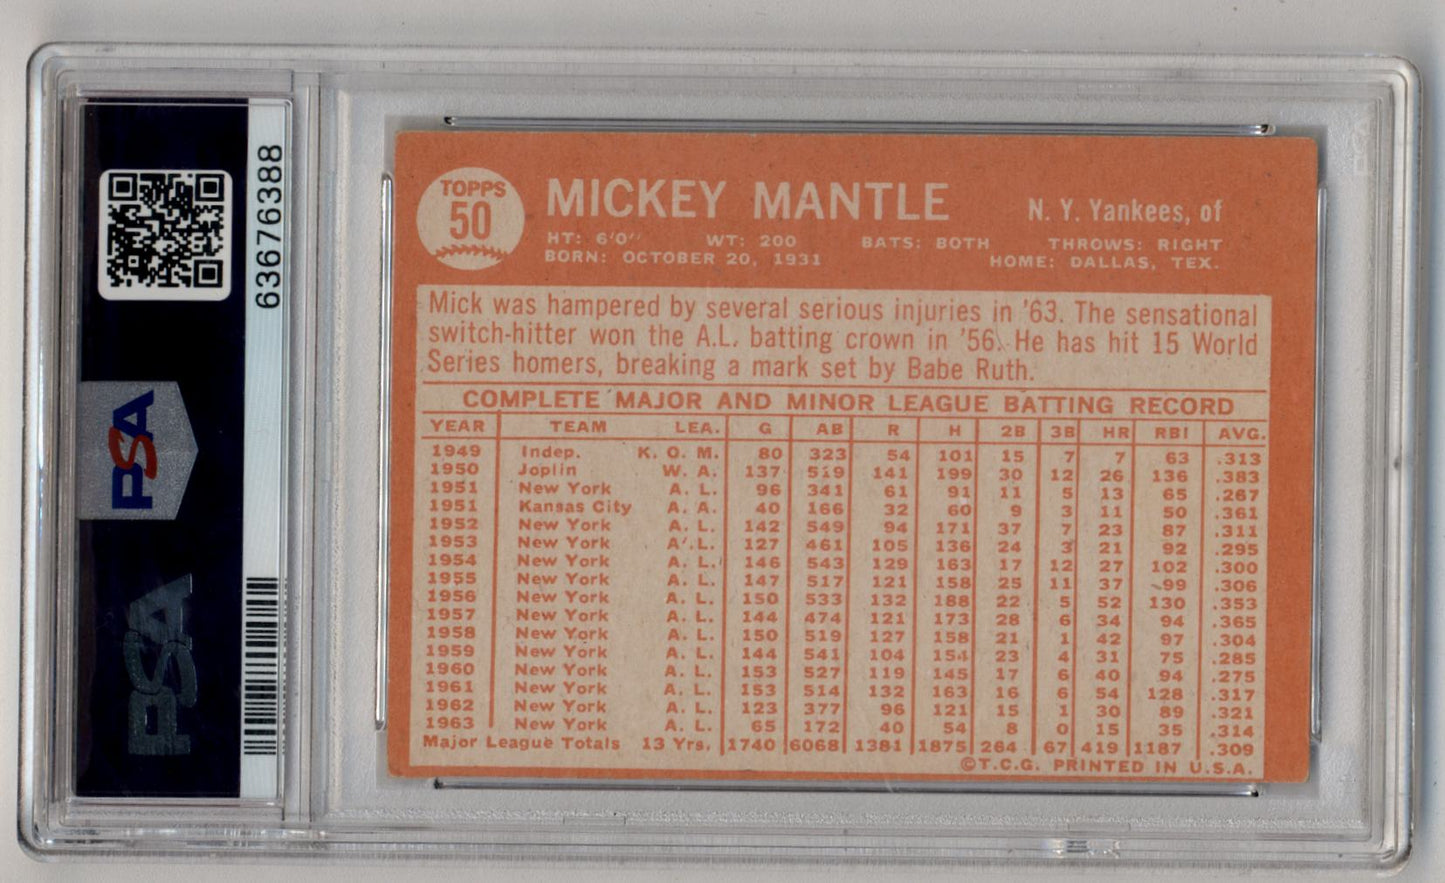 63676388
PSA
PSA
TOPPS
50
MICKEY MANTLE
N. Y. Yankees, of
HT: 6'0" WT: 200 BATS: BOTH THROWS: RIGHT
BORN: OCTOBER 20, 1931 HOME: DALLAS, TEX.
Mick was hampered by several serious injuries in '63. The sensational
switch-hitter won the A.L. batting crown in '56. He has hit 15 World
Series homers, breaking a mark set by Babe Ruth.
COMPLETE MAJOR AND MINOR LEAGUE BATTING RECORD
YEAR TEAM LEA. G AB R H 2B 3B HR RBI AVG.
1949 Indep. K. O. M. 80 323 54 101 15 7 7 63 .313
1950 Joplin W. A. 137 519 141 199 30 12 26 136 .383
1951 New York A. L. 96 341 61 91 11 5 13 65 .267
1951 Kansas City A. A. 40 166 32 60 9 3 11 50 .361
1952 New York A. L. 142 549 94 171 37 7 23 87 .311
1953 New York A. L. 127 461 105 136 24 3 21 92 .295
1954 New York A. L. 146 543 129 163 17 12 27 102 .300
1955 New York A. L. 147 517 121 158 25 11 37 99 .306
1956 New York A. L. 150 533 132 188 22 5 52 130 .353
1957 New York A. L. 144 474 121 173 28 6 34 94 .365
1958 New York A. L. 150 519 127 158 21 1 42 97 .304
1959 New York A. L. 144 541 104 154 23 4 31 75 .285
1960 New York A. L. 153 527 119 145 17 6 40 94 .275
1961 New York A. L. 153 514 132 163 16 6 54 128 .317
1962 New York A. L. 123 377 96 121 15 1 30 89 .321
1963 New York A. L. 65 172 40 54 8 0 15 35 .314
Major League Totals 13 Yrs. 1740 6068 1381 1875 264 67 419 1187 .309
©T.C.G. PRINTED IN U.S.A.